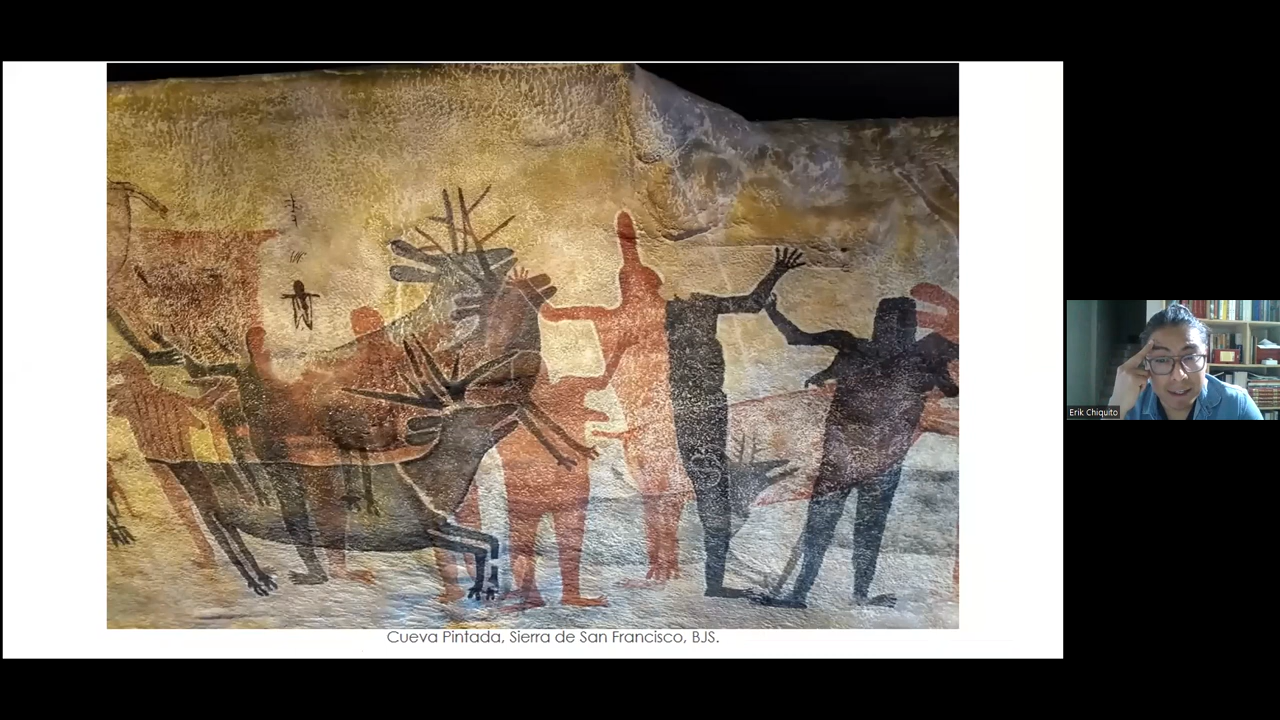 Cueva Pintada, Sierra de San Francisco, BJS.
Erik Chiquito